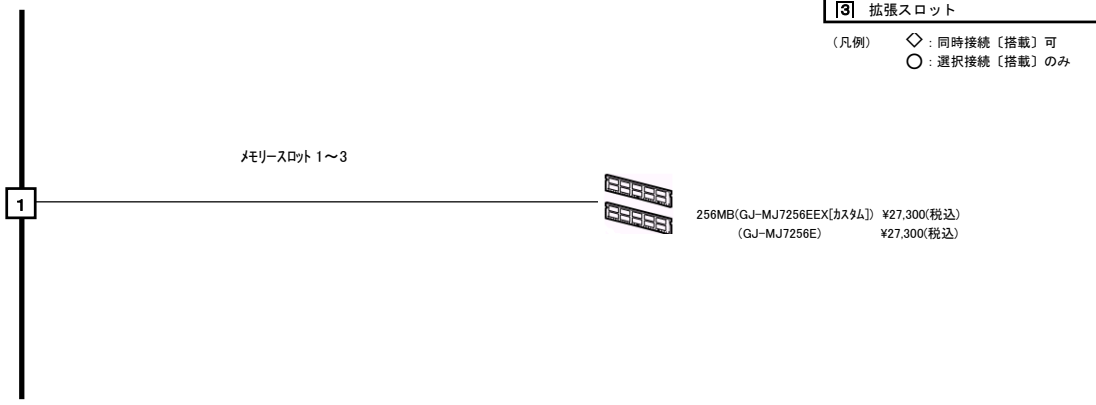 3 拡張スロット
（凡例） ◇：同時接続〔搭載〕可
○：選択接続〔搭載〕のみ
メモリースロット 1～3
1
256MB(GJ-MJ7256EEX[カスタム]) ¥27,300(税込)
(GJ-MJ7256E) ¥27,300(税込)